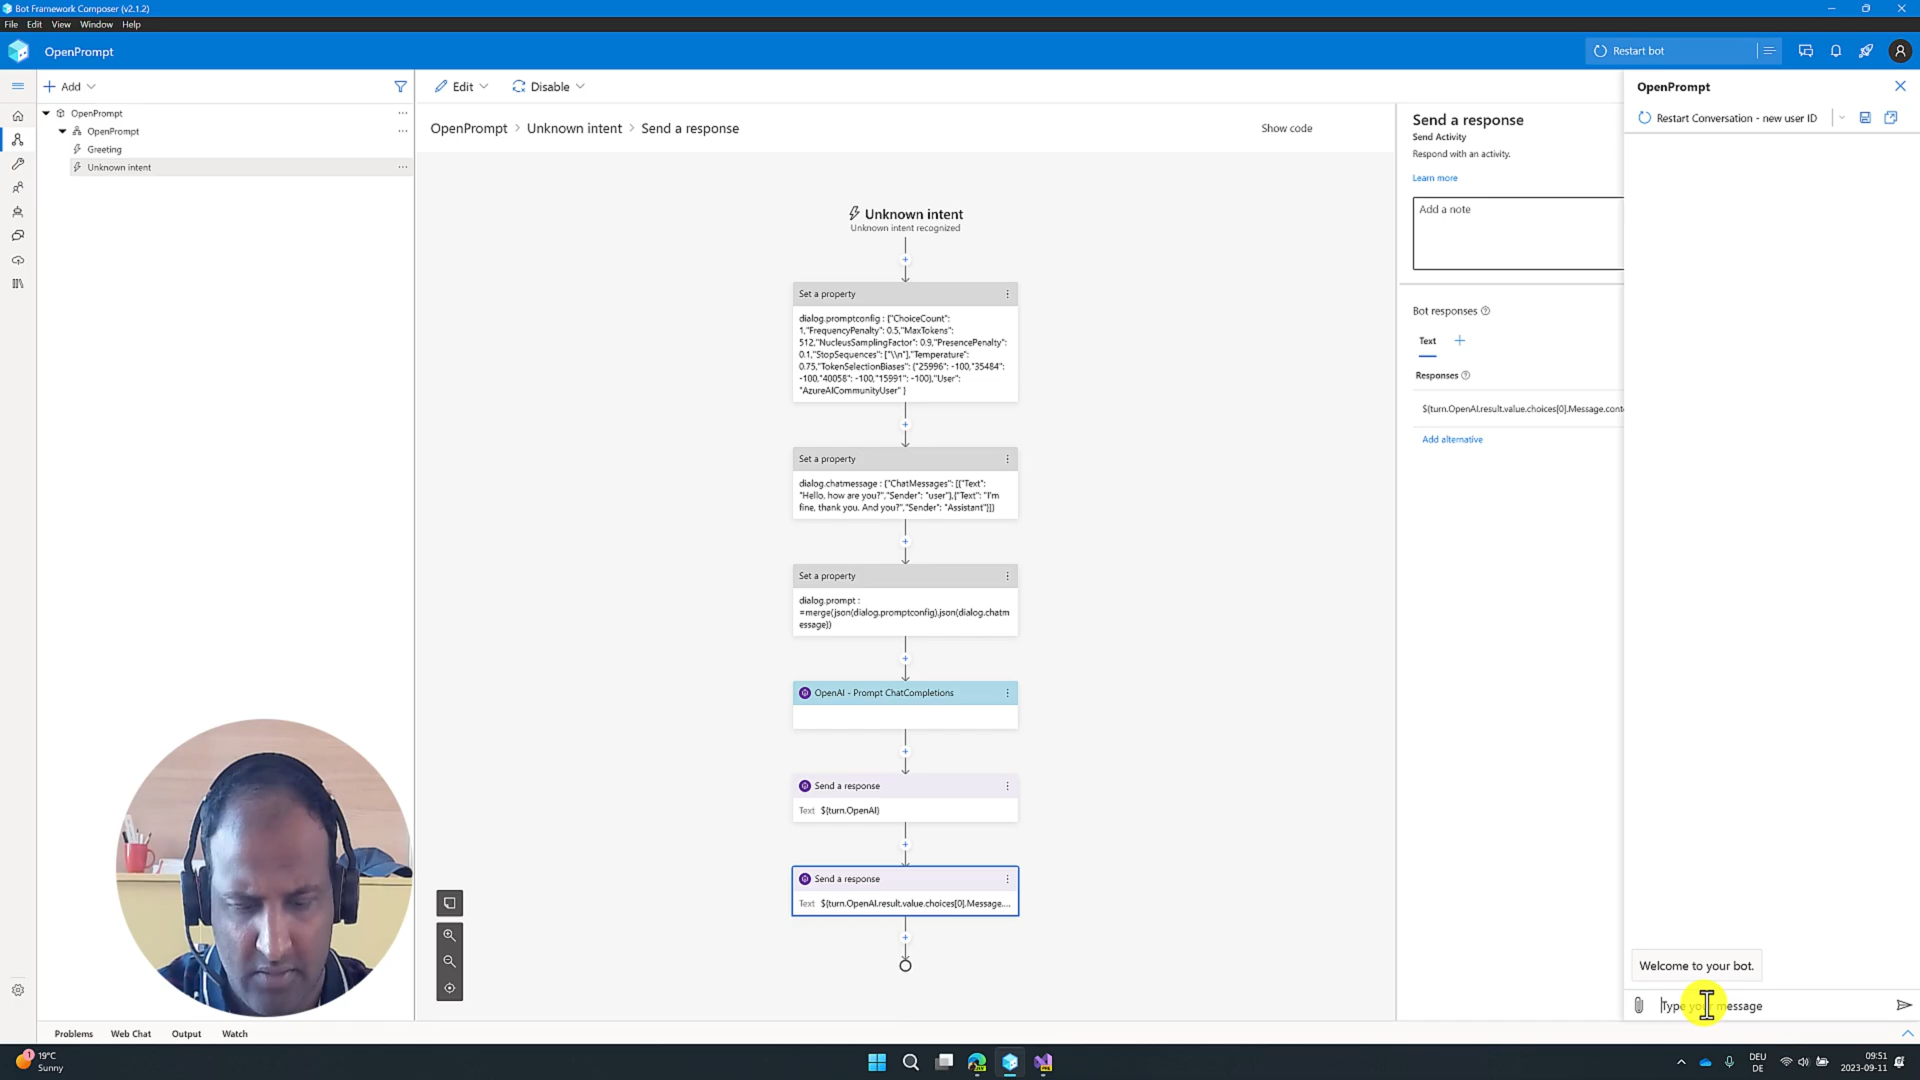 Bot Framework Composer (v2.1.2)
File Edit View Window Help
OpenPrompt
Restart bot
Add
Edit
Disable
OpenPrompt
OpenPrompt
Greeting
Unknown intent
OpenPrompt > Unknown intent > Send a response
Show code
Unknown intent
Unknown intent recognized
Set a property
dialog.promptconfig : {"ChoiceCount":
1,"FrequencyPenalty": 0.5,"MaxTokens":
512,"NucleusSamplingFactor": 0.9,"PresencePenalty":
0.1,"StopSequences": ["\\n"],"Temperature":
0.75,"TokenSelectionBiases": {"25996": -100,"35484":
-100,"40058": -100,"15991": -100},"User":
"AzureAICommunityUser" }
Set a property
dialog.chatmessage : {"ChatMessages": [{"Text":
"Hello, how are you?","Sender": "user"},{"Text": "I'm
fine, thank you. And you?","Sender": "Assistant"}]}
Set a property
dialog.prompt :
=merge(json(dialog.promptconfig),json(dialog.chatm
essage))
OpenAI - Prompt ChatCompletions
Send a response
Text ${turn.OpenAI}
Send a response
Text ${turn.OpenAI.result.value.choices[0].Message....
Send a response
Send Activity
Respond with an activity.
Learn more
Add a note
Bot responses
Text
Responses
${turn.OpenAI.result.value.choices[0].Message.cont
Add alternative
OpenPrompt
Restart Conversation - new user ID
Welcome to your bot.
Type your message
Problems Web Chat Output Watch
1
19°C
Sunny
DEU
DE
09:51
2023-09-11